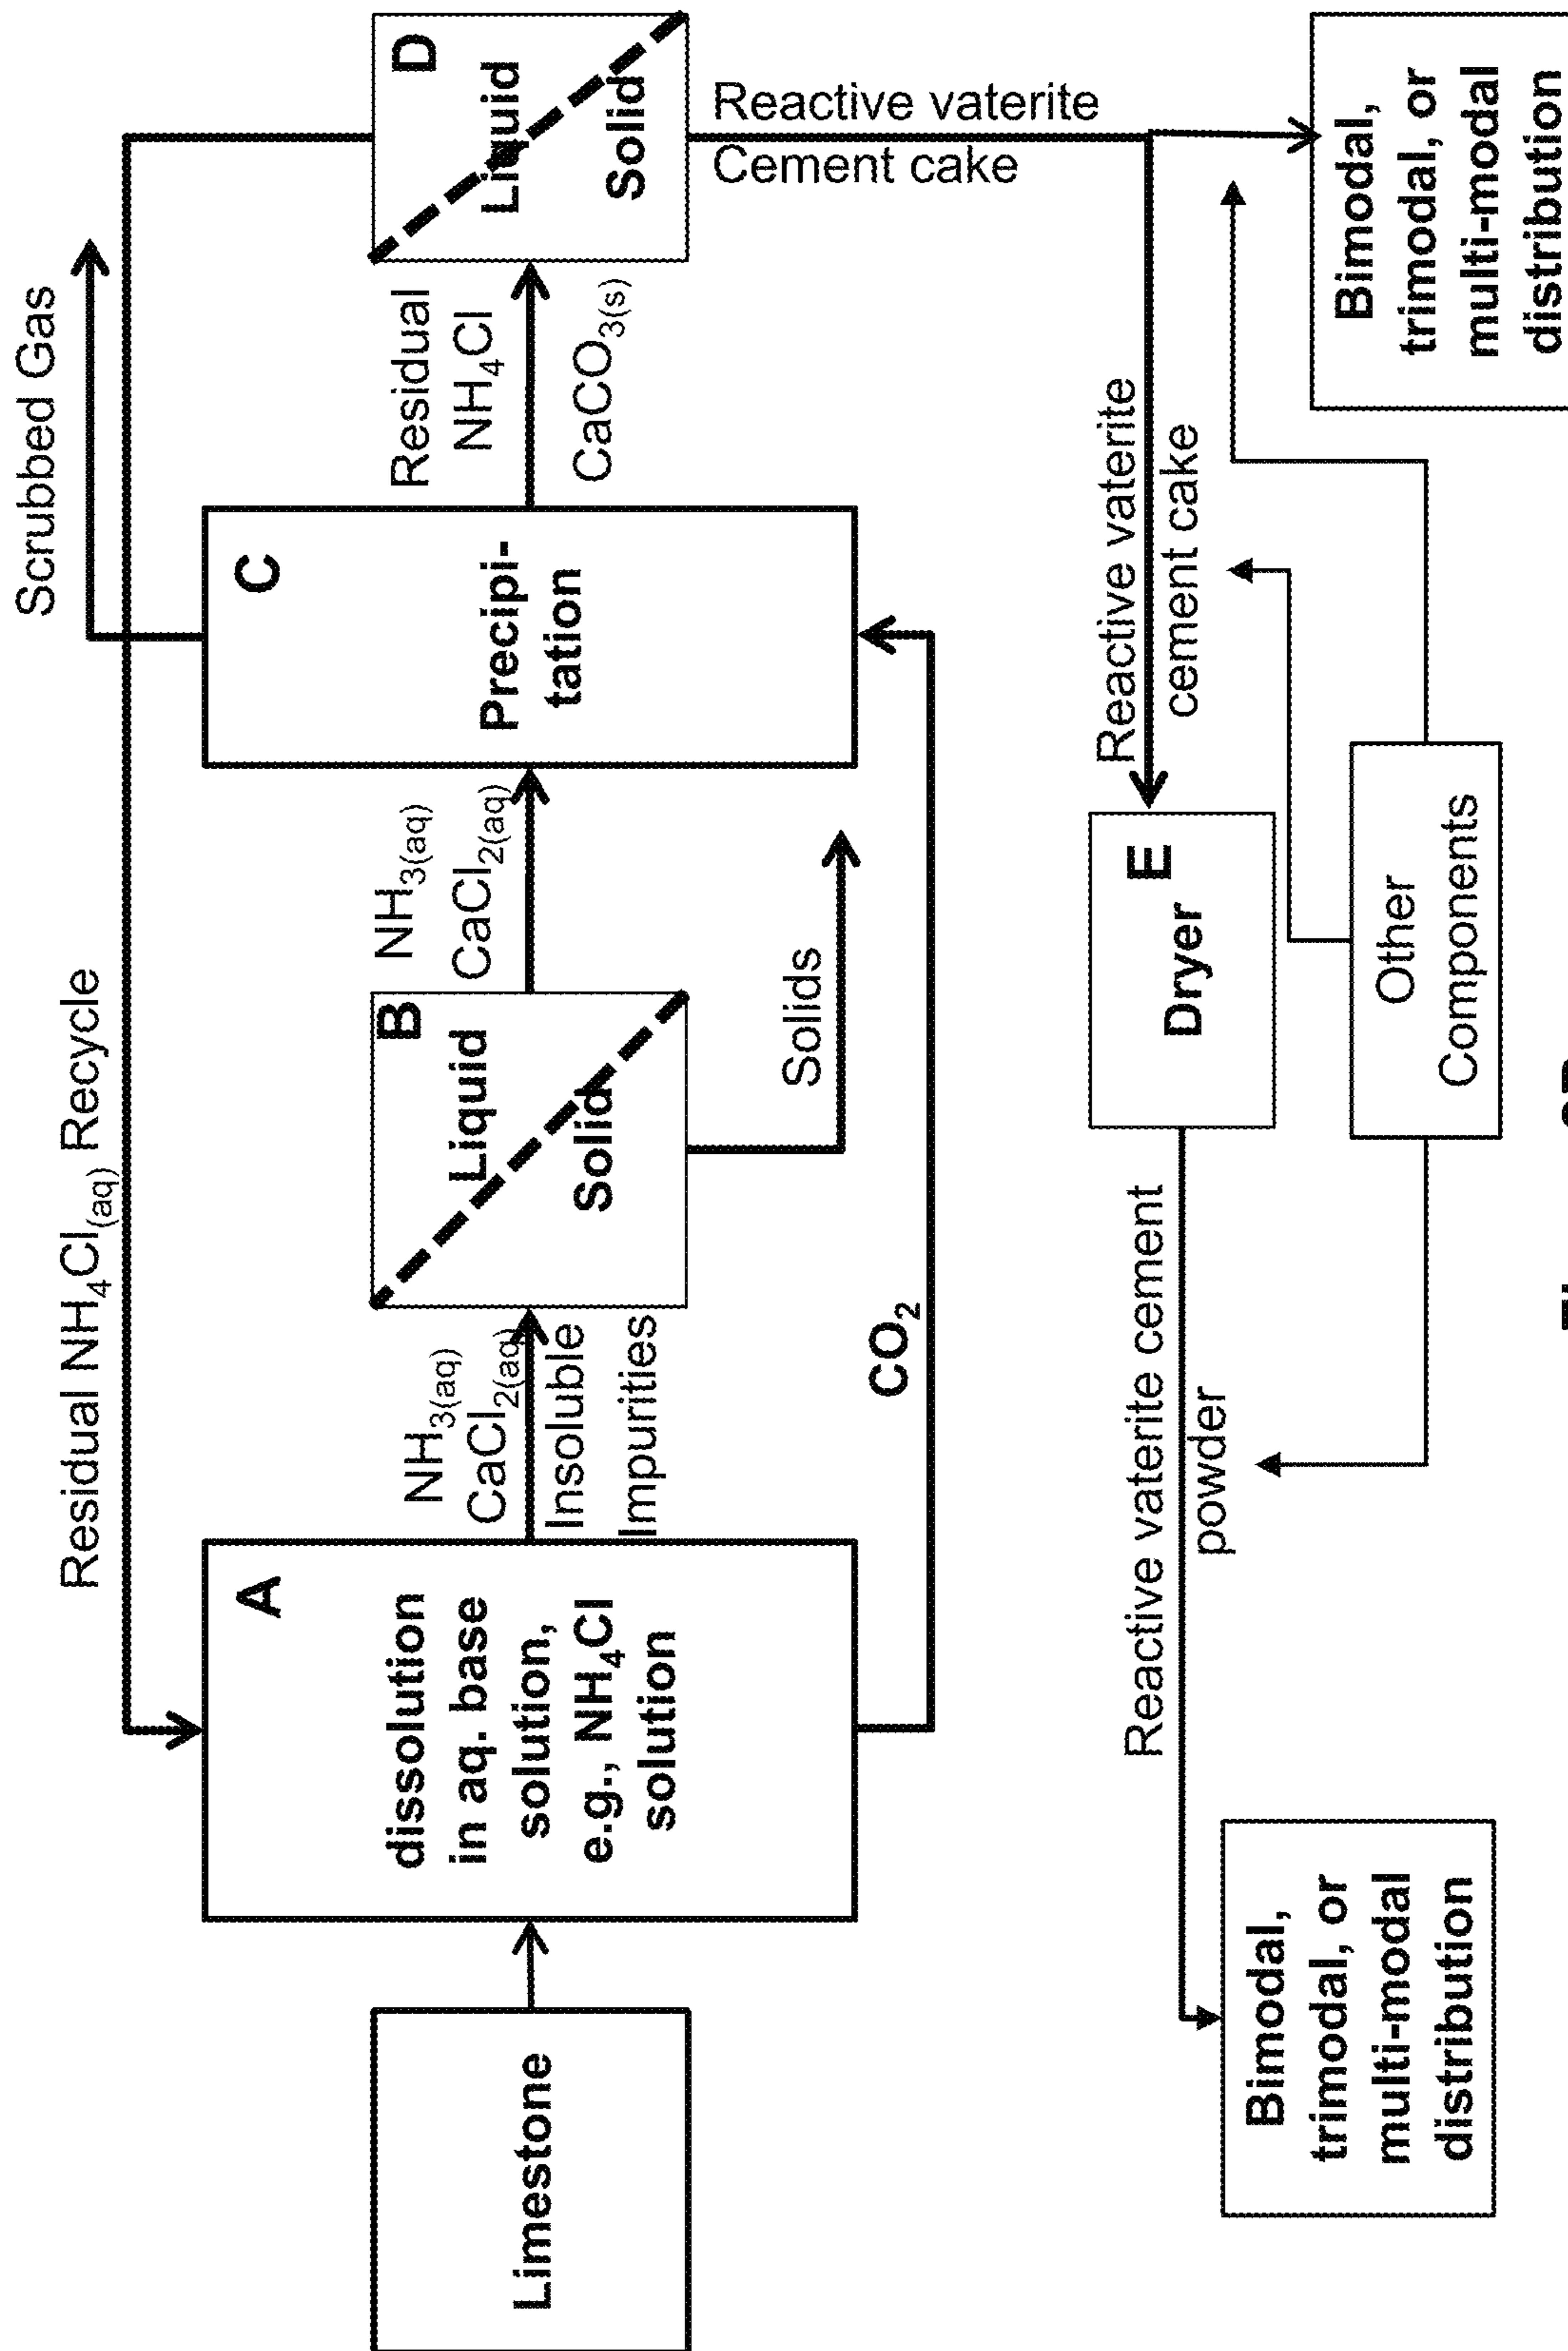 Scrubbed Gas
Residual NH₄Cl(aq) Recycle
Limestone
A
dissolution
in aq. base
solution,
e.g., NH₄Cl
solution
NH₃(aq)
CaCl₂(aq)
Insoluble
Impurities
B
Liquid
Solid
NH₃(aq)
CaCl₂(aq)
Solids
CO₂
C
Precipi-
tation
Residual
NH₄Cl
CaCO₃(s)
D
Liquid
Solid
Reactive vaterite
Cement cake
Reactive vaterite
cement cake
E
Dryer
Reactive vaterite cement
powder
Other
Components
Bimodal,
trimodal, or
multi-modal
distribution
Bimodal,
trimodal, or
multi-modal
distribution